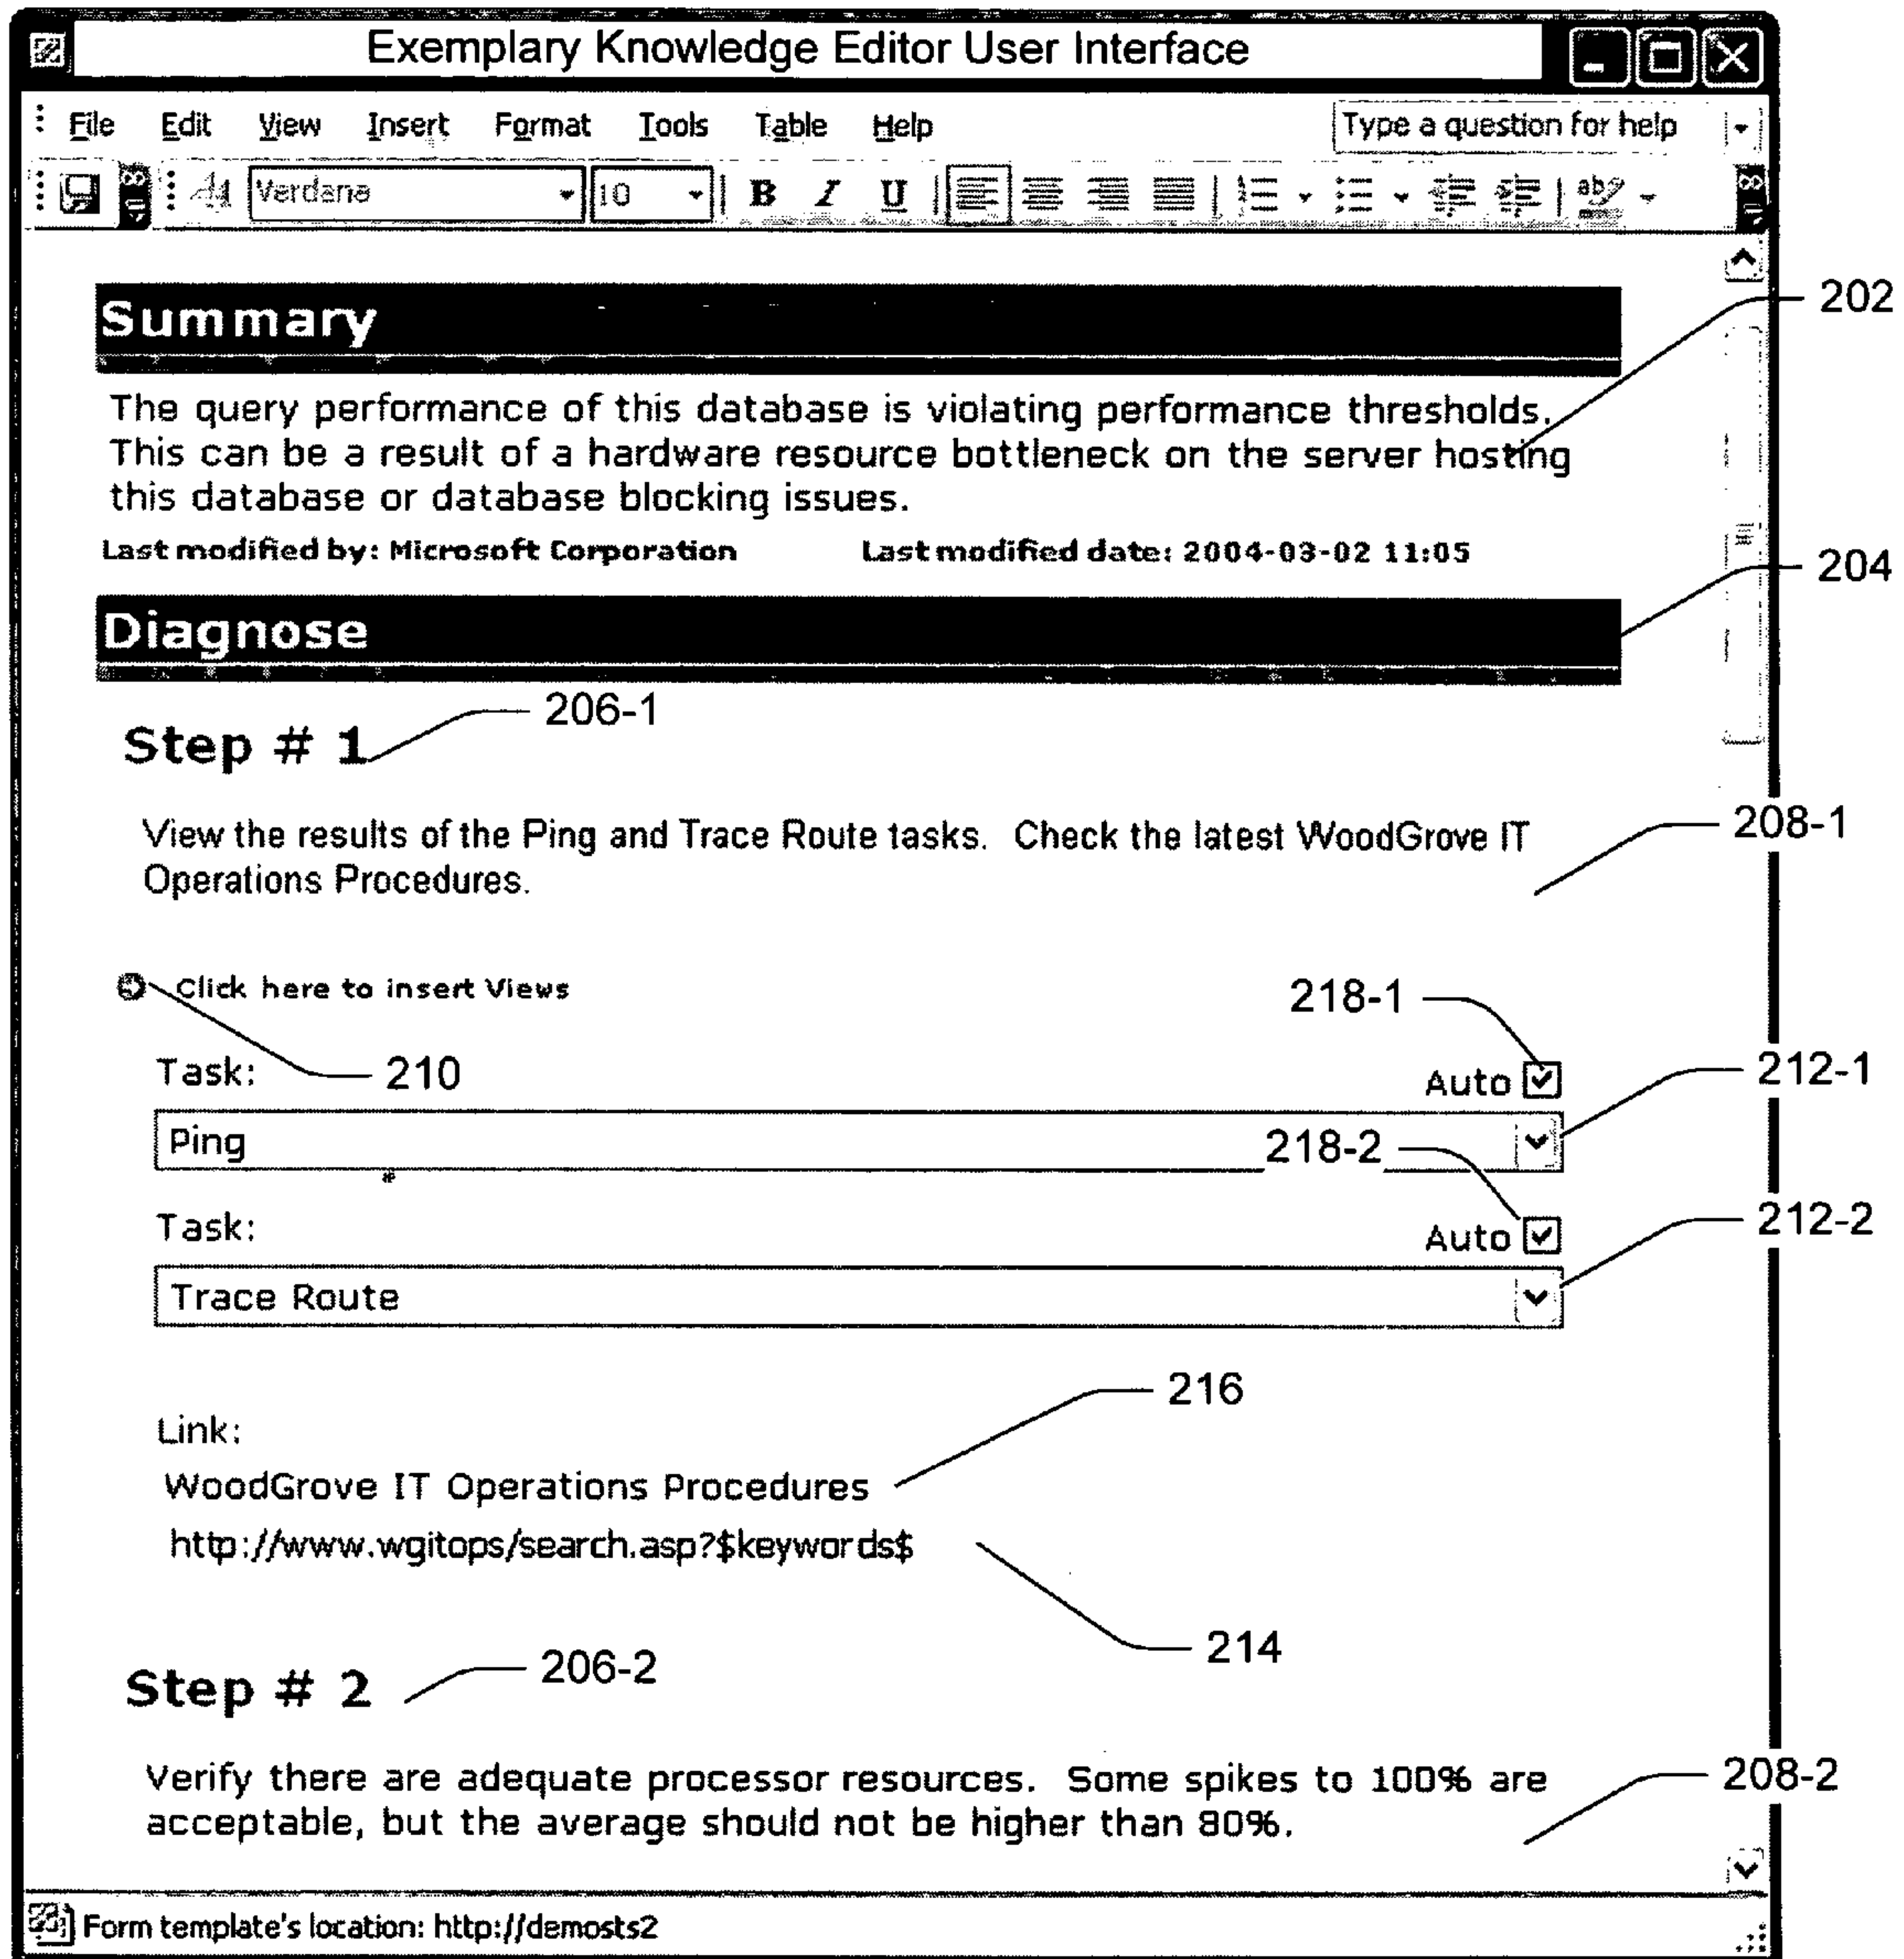 Exemplary Knowledge Editor User Interface
File Edit View Insert Format Tools Table Help Type a question for help
Verdana 10 B I U
Summary
202
The query performance of this database is violating performance thresholds.
This can be a result of a hardware resource bottleneck on the server hosting
this database or database blocking issues.
Last modified by: Microsoft Corporation Last modified date: 2004-03-02 11:05
204
Diagnose
206-1
Step # 1
208-1
View the results of the Ping and Trace Route tasks. Check the latest WoodGrove IT
Operations Procedures.
Click here to insert Views
218-1
Task: 210 Auto 212-1
Ping 218-2
Task: Auto 212-2
Trace Route
216
Link:
WoodGrove IT Operations Procedures
http://www.wgitops/search.asp?$keywords$
214
206-2
Step # 2
208-2
Verify there are adequate processor resources. Some spikes to 100% are
acceptable, but the average should not be higher than 80%.
Form template's location: http://demosts2